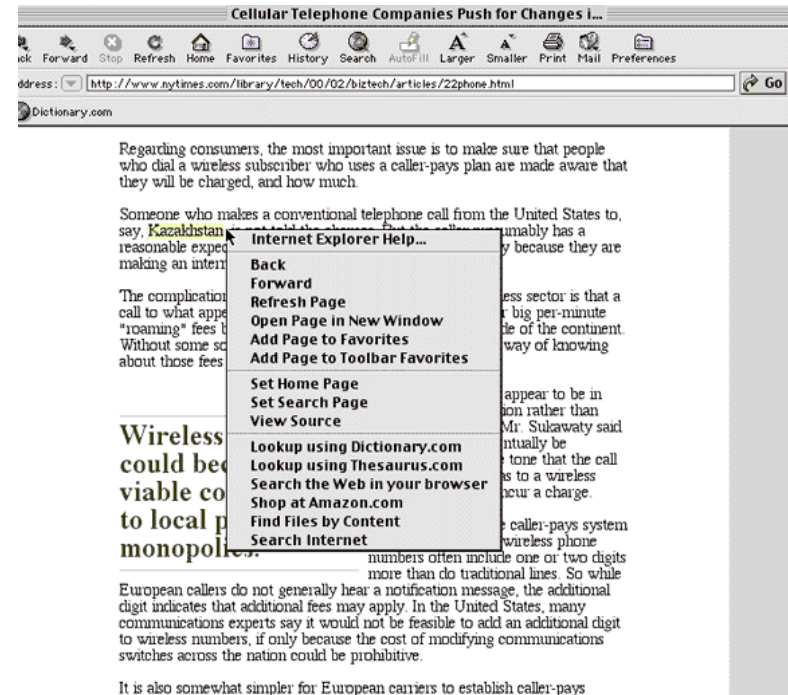 Cellular Telephone Companies Push for Changes i...
ck Forward Stop Refresh Home Favorites History Search AutoFill Larger Smaller Print Mail Preferences
ddress: http://www.nytimes.com/library/tech/00/02/biztech/articles/22phone.html Go
Dictionary.com
Regarding consumers, the most important issue is to make sure that people
who dial a wireless subscriber who uses a caller-pays plan are made aware that
they will be charged, and how much.
Someone who makes a conventional telephone call from the United States to,
say, Kazakhstan
reasonable expec
making an intern
umably has a
y because they are
The complication
call to what appe
"roaming" fees b
Without some so
about those fees
ess sector is that a
r big per-minute
de of the continent.
way of knowing
Internet Explorer Help...
Back
Forward
Refresh Page
Open Page in New Window
Add Page to Favorites
Add Page to Toolbar Favorites
Set Home Page
Set Search Page
View Source
Lookup using Dictionary.com
Lookup using Thesaurus.com
Search the Web in your browser
Shop at Amazon.com
Find Files by Content
Search Internet
Wireless
could bec
viable co
to local p
monopolies.
appear to be in
ion rather than
Mr. Sukawaty said
ntually be
tone that the call
as to a wireless
ncur a charge.
caller-pays system
wireless phone
numbers often include one or two digits
more than do traditional lines. So while
European callers do not generally hear a notification message, the additional
digit indicates that additional fees may apply. In the United States, many
communications experts say it would not be feasible to add an additional digit
to wireless numbers, if only because the cost of modifying communications
switches across the nation could be prohibitive.
It is also somewhat simpler for European carriers to establish caller-pays